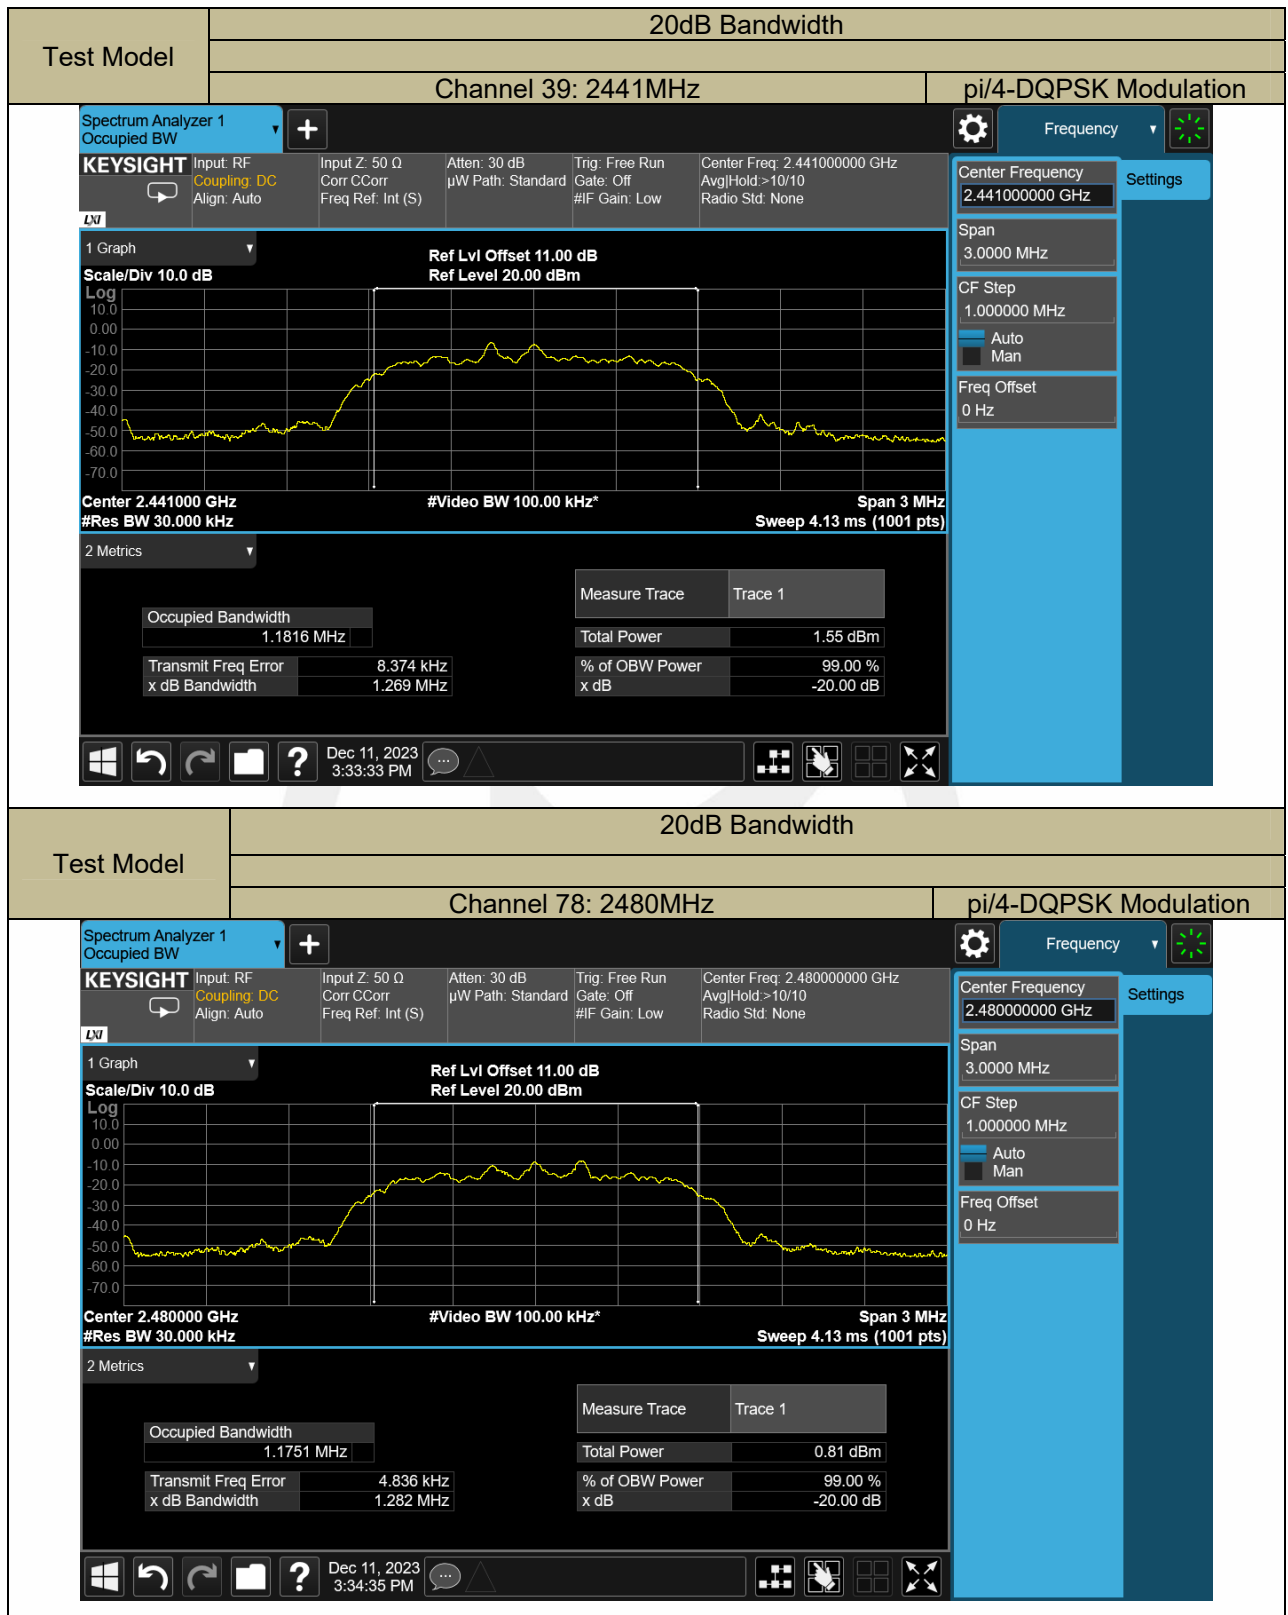 20dB Bandwidth
Test Model
Channel 39: 2441MHz
pi/4-DQPSK Modulation
Spectrum Analyzer 1
Occupied BW
Frequency
KEYSIGHT
Input: RF
Coupling: DC
Align: Auto
Input Z: 50 Ω
Corr CCorr
Freq Ref: Int (S)
Atten: 30 dB
µW Path: Standard
Trig: Free Run
Gate: Off
#IF Gain: Low
Center Freq: 2.441000000 GHz
Avg|Hold:>10/10
Radio Std: None
LXI
Center Frequency
2.441000000 GHz
Settings
Span
3.0000 MHz
CF Step
1.000000 MHz
Auto
Man
Freq Offset
0 Hz
1 Graph
Scale/Div 10.0 dB
Ref Lvl Offset 11.00 dB
Ref Level 20.00 dBm
Log
10.0
0.00
-10.0
-20.0
-30.0
-40.0
-50.0
-60.0
-70.0
Center 2.441000 GHz
#Video BW 100.00 kHz*
Span 3 MHz
#Res BW 30.000 kHz
Sweep 4.13 ms (1001 pts)
2 Metrics
Measure Trace
Trace 1
Occupied Bandwidth
1.1816 MHz
Total Power
1.55 dBm
Transmit Freq Error
8.374 kHz
% of OBW Power
99.00 %
x dB Bandwidth
1.269 MHz
x dB
-20.00 dB
Dec 11, 2023
3:33:33 PM
20dB Bandwidth
Test Model
Channel 78: 2480MHz
pi/4-DQPSK Modulation
Spectrum Analyzer 1
Occupied BW
Frequency
KEYSIGHT
Input: RF
Coupling: DC
Align: Auto
Input Z: 50 Ω
Corr CCorr
Freq Ref: Int (S)
Atten: 30 dB
µW Path: Standard
Trig: Free Run
Gate: Off
#IF Gain: Low
Center Freq: 2.480000000 GHz
Avg|Hold:>10/10
Radio Std: None
LXI
Center Frequency
2.480000000 GHz
Settings
Span
3.0000 MHz
CF Step
1.000000 MHz
Auto
Man
Freq Offset
0 Hz
1 Graph
Scale/Div 10.0 dB
Ref Lvl Offset 11.00 dB
Ref Level 20.00 dBm
Log
10.0
0.00
-10.0
-20.0
-30.0
-40.0
-50.0
-60.0
-70.0
Center 2.480000 GHz
#Video BW 100.00 kHz*
Span 3 MHz
#Res BW 30.000 kHz
Sweep 4.13 ms (1001 pts)
2 Metrics
Measure Trace
Trace 1
Occupied Bandwidth
1.1751 MHz
Total Power
0.81 dBm
Transmit Freq Error
4.836 kHz
% of OBW Power
99.00 %
x dB Bandwidth
1.282 MHz
x dB
-20.00 dB
Dec 11, 2023
3:34:35 PM